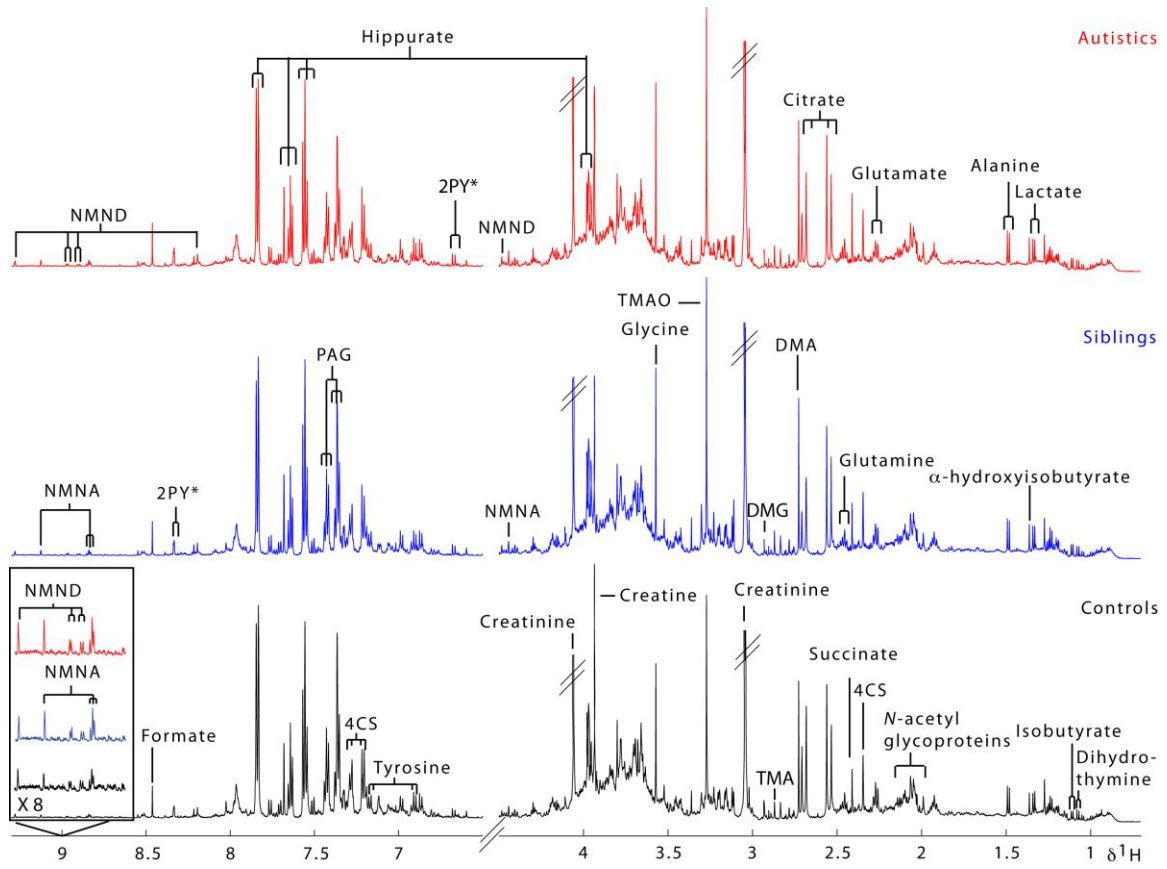 Hippurate
Autistics
Citrate
Glutamate
Alanine
Lactate
2PY*
NMND
NMND
TMAO
Glycine
Siblings
DMA
PAG
Glutamine
α-hydroxyisobutyrate
NMNA
2PY*
NMNA
DMG
NMND
NMNA
X 8
Creatinine
Creatine
Creatinine
Controls
Succinate
4CS
Formate
4CS
Tyrosine
TMA
N-acetyl
glycoproteins
Isobutyrate
Dihydro-
thymine
9 8.5 8 7.5 7 4 3.5 3 2.5 2 1.5 1 δ¹H